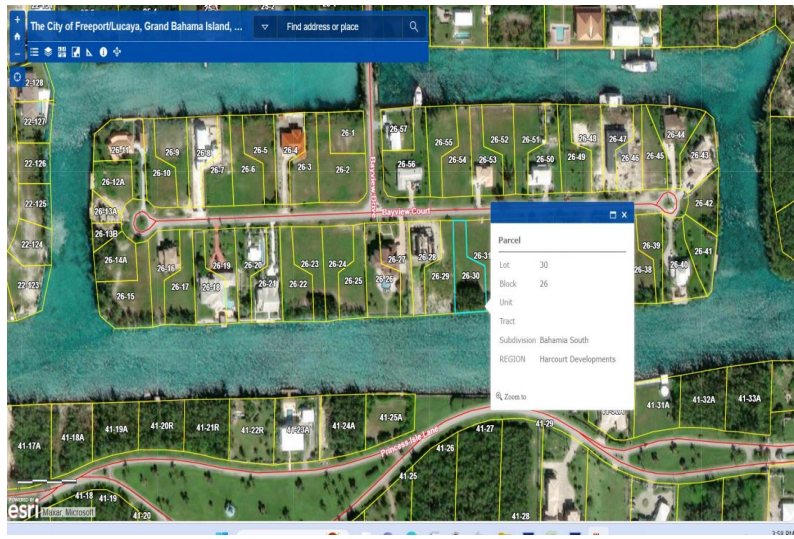 The City of Freeport/Lucaya, Grand Bahama Island, ...
Find address or place
22-128
22-127
22-126
22-125
22-124
22-123
26-11
26-9
26-10
26-8
26-7
26-5
26-6
26-4
26-3
26-1
26-2
26-57
26-56
26-55
26-54
26-52
26-53
26-51
26-50
26-48
26-49
26-47
26-46
26-45
26-44
26-43
26-42
26-12A
26-13A
26-13B
26-14A
26-15
26-16
26-17
26-19
26-18
26-20
26-21
26-23
26-22
26-24
26-25
26-27
26-26
26-28
26-29
26-30
26-31
26-39
26-38
26-40
26-41
Bayview Drive
Bayview Court
Parcel
Lot 30
Block 26
Unit
Tract
Subdivision Bahamia South
REGION Harcourt Developments
Zoom to
41-17A
41-18A
41-19A
41-20R
41-21R
41-22R
41-23A
41-24A
41-25A
41-26
41-25
41-27
41-28
41-29
41-31A
41-32A
41-33A
Princess Isle Lane
41-18
41-19
41-20
POWERED BY
esri
Maxar, Microsoft
3:58 PM